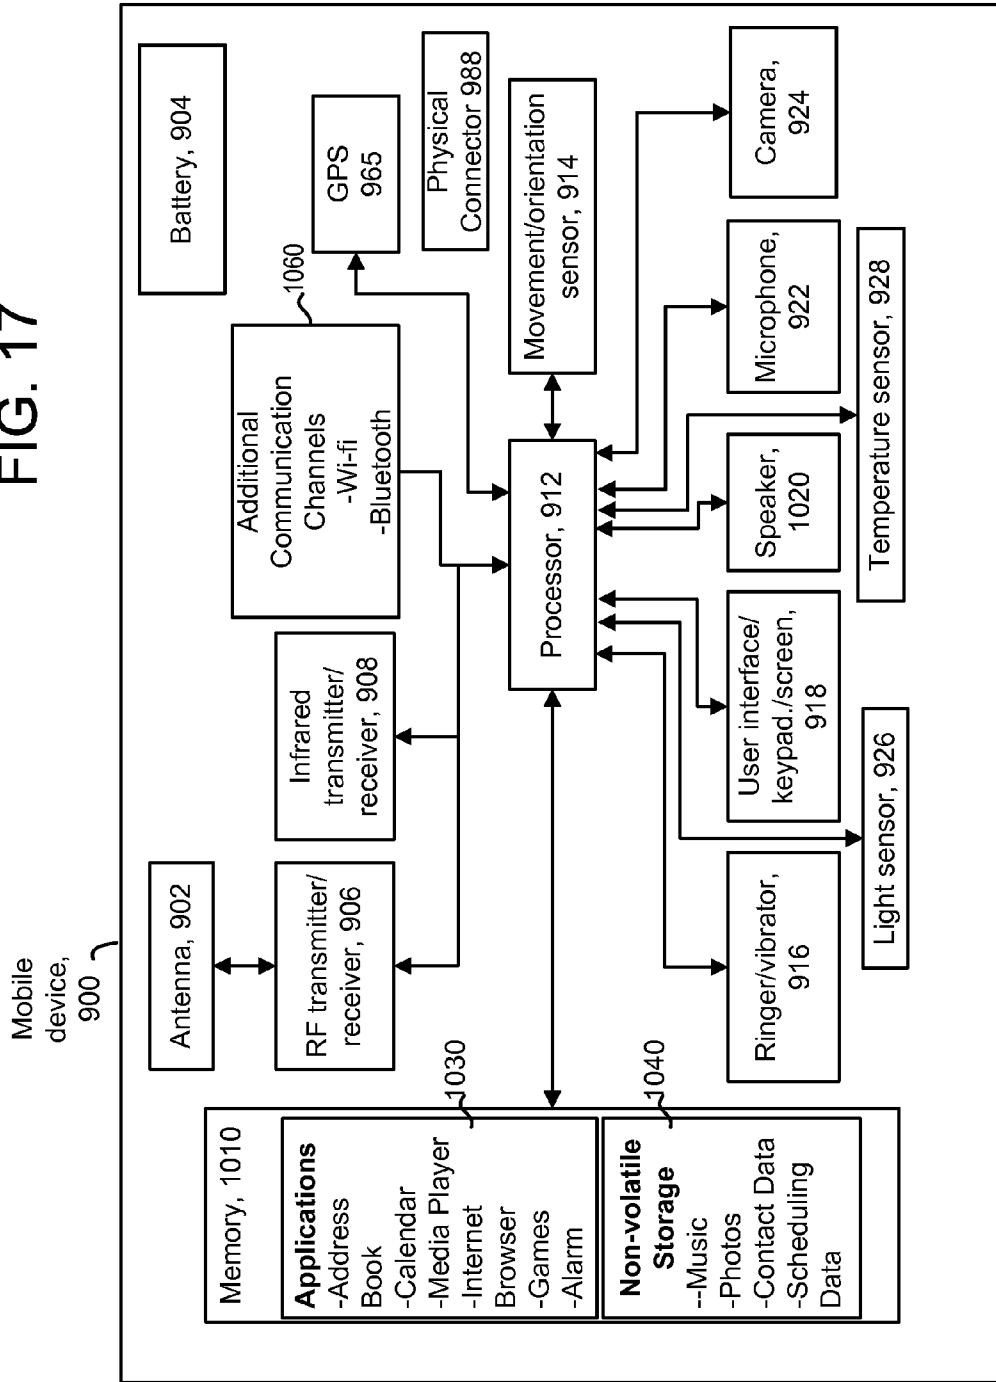 FIG. 17
Mobile
device,
900
Memory, 1010
Applications
-Address
Book
-Calendar
-Media Player
-Internet
Browser
-Games
-Alarm
1030
Non-volatile
Storage
--Music
-Photos
-Contact Data
-Scheduling
Data
1040
Antenna, 902
RF transmitter/
receiver, 906
Infrared
transmitter/
receiver, 908
Additional
Communication
Channels
-Wi-fi
-Bluetooth
1060
Battery, 904
GPS
965
Physical
Connector 988
Movement/orientation
sensor, 914
Processor, 912
Ringer/vibrator,
916
User interface/
keypad./screen,
918
Speaker,
1020
Microphone,
922
Camera,
924
Light sensor, 926
Temperature sensor, 928